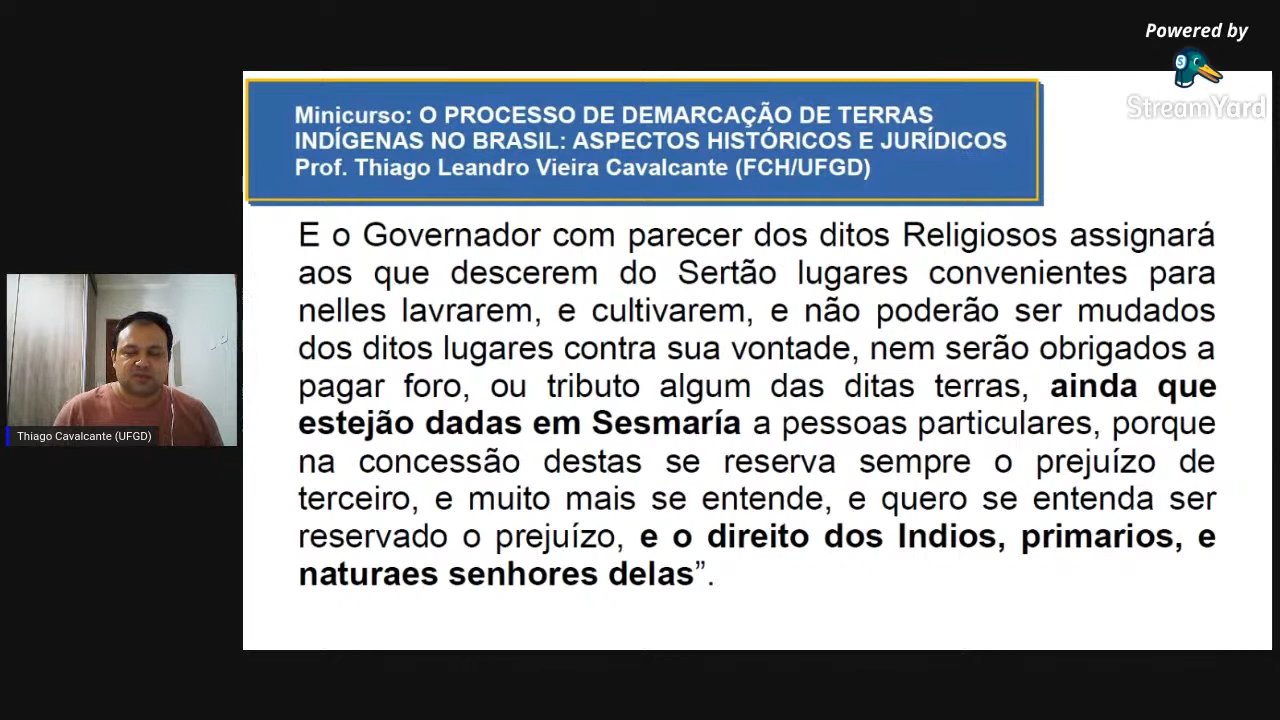 Powered by
StreamYard
Minicurso: O PROCESSO DE DEMARCAÇÃO DE TERRAS
INDÍGENAS NO BRASIL: ASPECTOS HISTÓRICOS E JURÍDICOS
Prof. Thiago Leandro Vieira Cavalcante (FCH/UFGD)
E o Governador com parecer dos ditos Religiosos assignará
aos que descerem do Sertão lugares convenientes para
nelles lavrarem, e cultivarem, e não poderão ser mudados
dos ditos lugares contra sua vontade, nem serão obrigados a
pagar foro, ou tributo algum das ditas terras, ainda que
estejão dadas em Sesmaría a pessoas particulares, porque
na concessão destas se reserva sempre o prejuízo de
terceiro, e muito mais se entende, e quero se entenda ser
reservado o prejuízo, e o direito dos Indios, primarios, e
naturaes senhores delas”.
Thiago Cavalcante (UFGD)